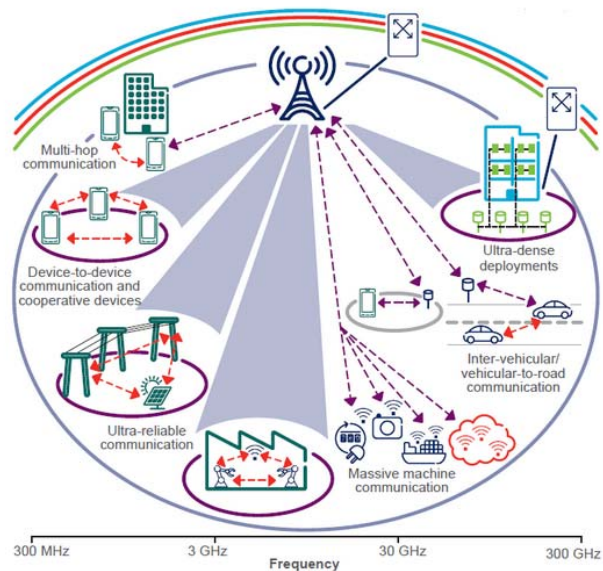 Multi-hop
communication
Device-to-device
communication and
cooperative devices
Ultra-reliable
communication
Ultra-dense
deployments
Inter-vehicular/
vehicular-to-road
communication
Massive machine
communication
300 MHz
3 GHz
30 GHz
300 GHz
Frequency